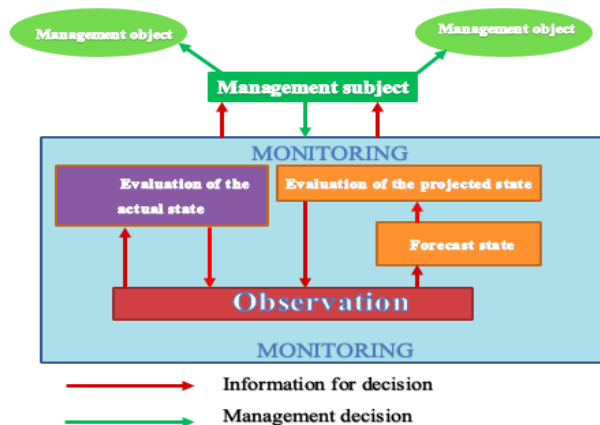 Management object
Management object
Management subject
MONITORING
Evaluation of the
actual state
Evaluation of the projected state
Forecast state
Observation
MONITORING
Information for decision
Management decision